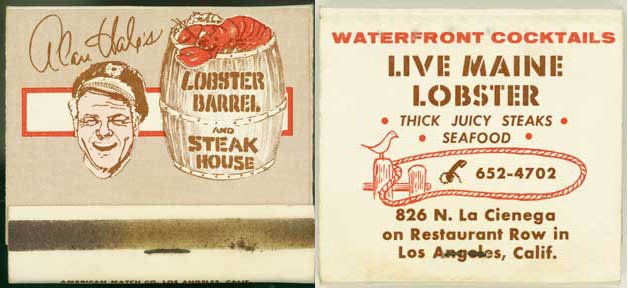 Alan Hale's
LOBSTER
BARREL
AND
STEAK
HOUSE
AMERICAN MATCH CO. LOS ANGELES, CALIF.
WATERFRONT COCKTAILS
LIVE MAINE
LOBSTER
• THICK JUICY STEAKS •
• SEAFOOD •
652-4702
826 N. La Cienega
on Restaurant Row in
Los Angeles, Calif.